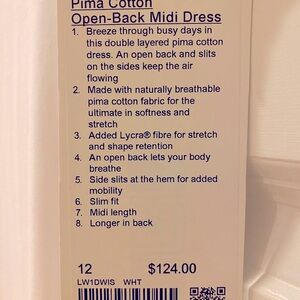 Pima Cotton
Open-Back Midi Dress
1. Breeze through busy days in
this double layered pima cotton
dress. An open back and slits
on the sides keep the air
flowing
2. Made with naturally breathable
pima cotton fabric for the
ultimate in softness and
stretch
3. Added Lycra® fibre for stretch
and shape retention
4. An open back lets your body
breathe
5. Side slits at the hem for added
mobility
6. Slim fit
7. Midi length
8. Longer in back
12 $124.00
LW1DWIS WHT